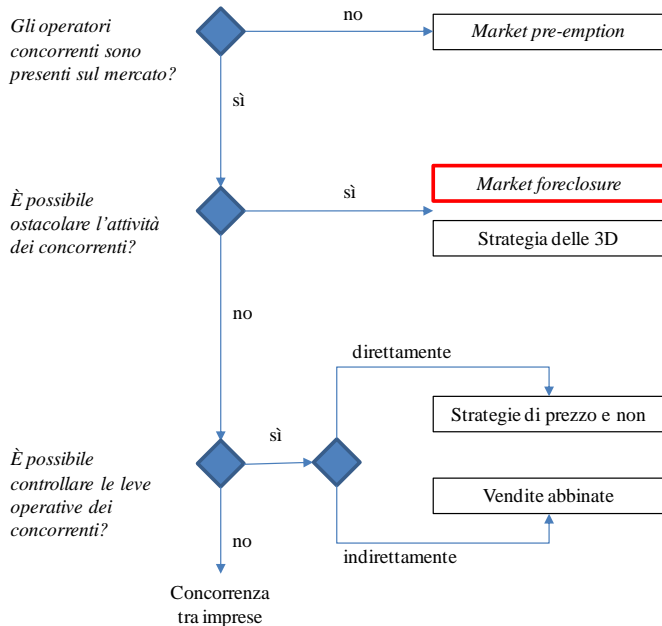 Gli operatori
concorrenti sono
presenti sul mercato?
no
Market pre-emption
sì
È possibile
ostacolare l'attività
dei concorrenti?
sì
Market foreclosure
Strategia delle 3D
no
direttamente
Strategie di prezzo e non
È possibile
controllare le leve
operative dei
concorrenti?
sì
Vendite abbinate
no
indirettamente
Concorrenza
tra imprese